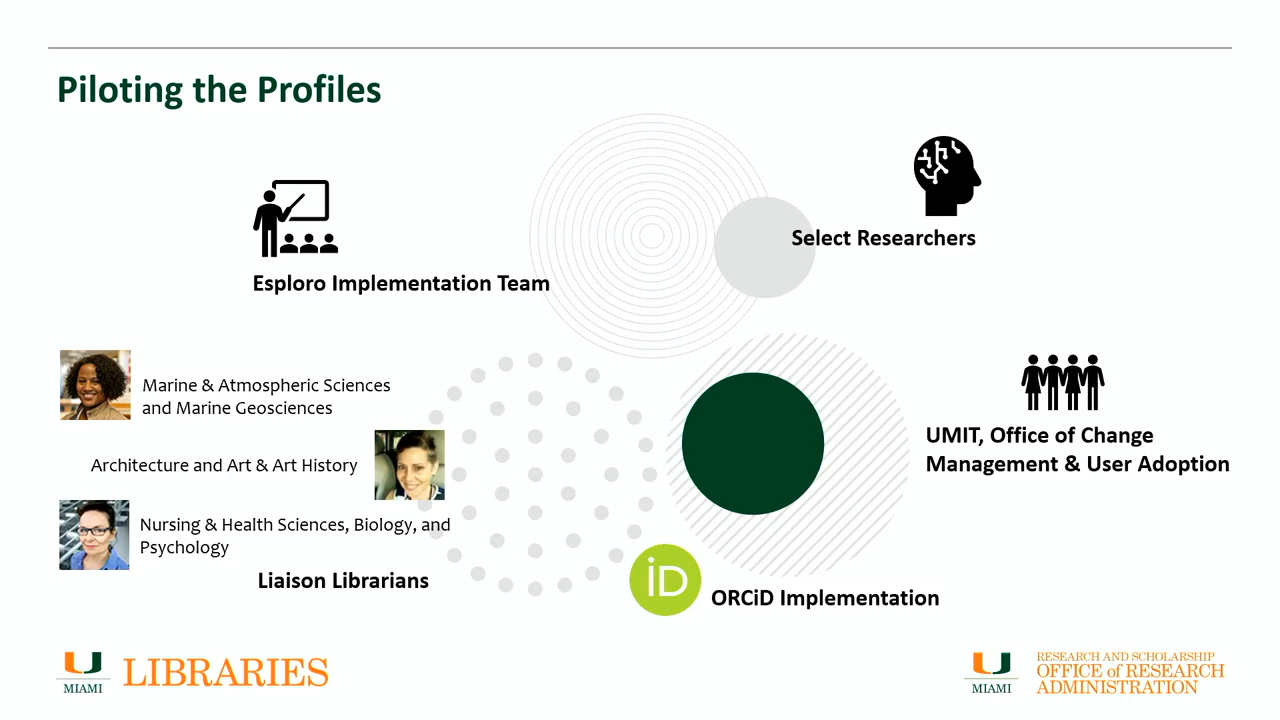 Piloting the Profiles
Select Researchers
Esploro Implementation Team
Marine & Atmospheric Sciences
and Marine Geosciences
Architecture and Art & Art History
Nursing & Health Sciences, Biology, and
Psychology
Liaison Librarians
UMIT, Office of Change
Management & User Adoption
iD
ORCiD Implementation
MIAMI
LIBRARIES
MIAMI
RESEARCH AND SCHOLARSHIP
OFFICE of RESEARCH
ADMINISTRATION